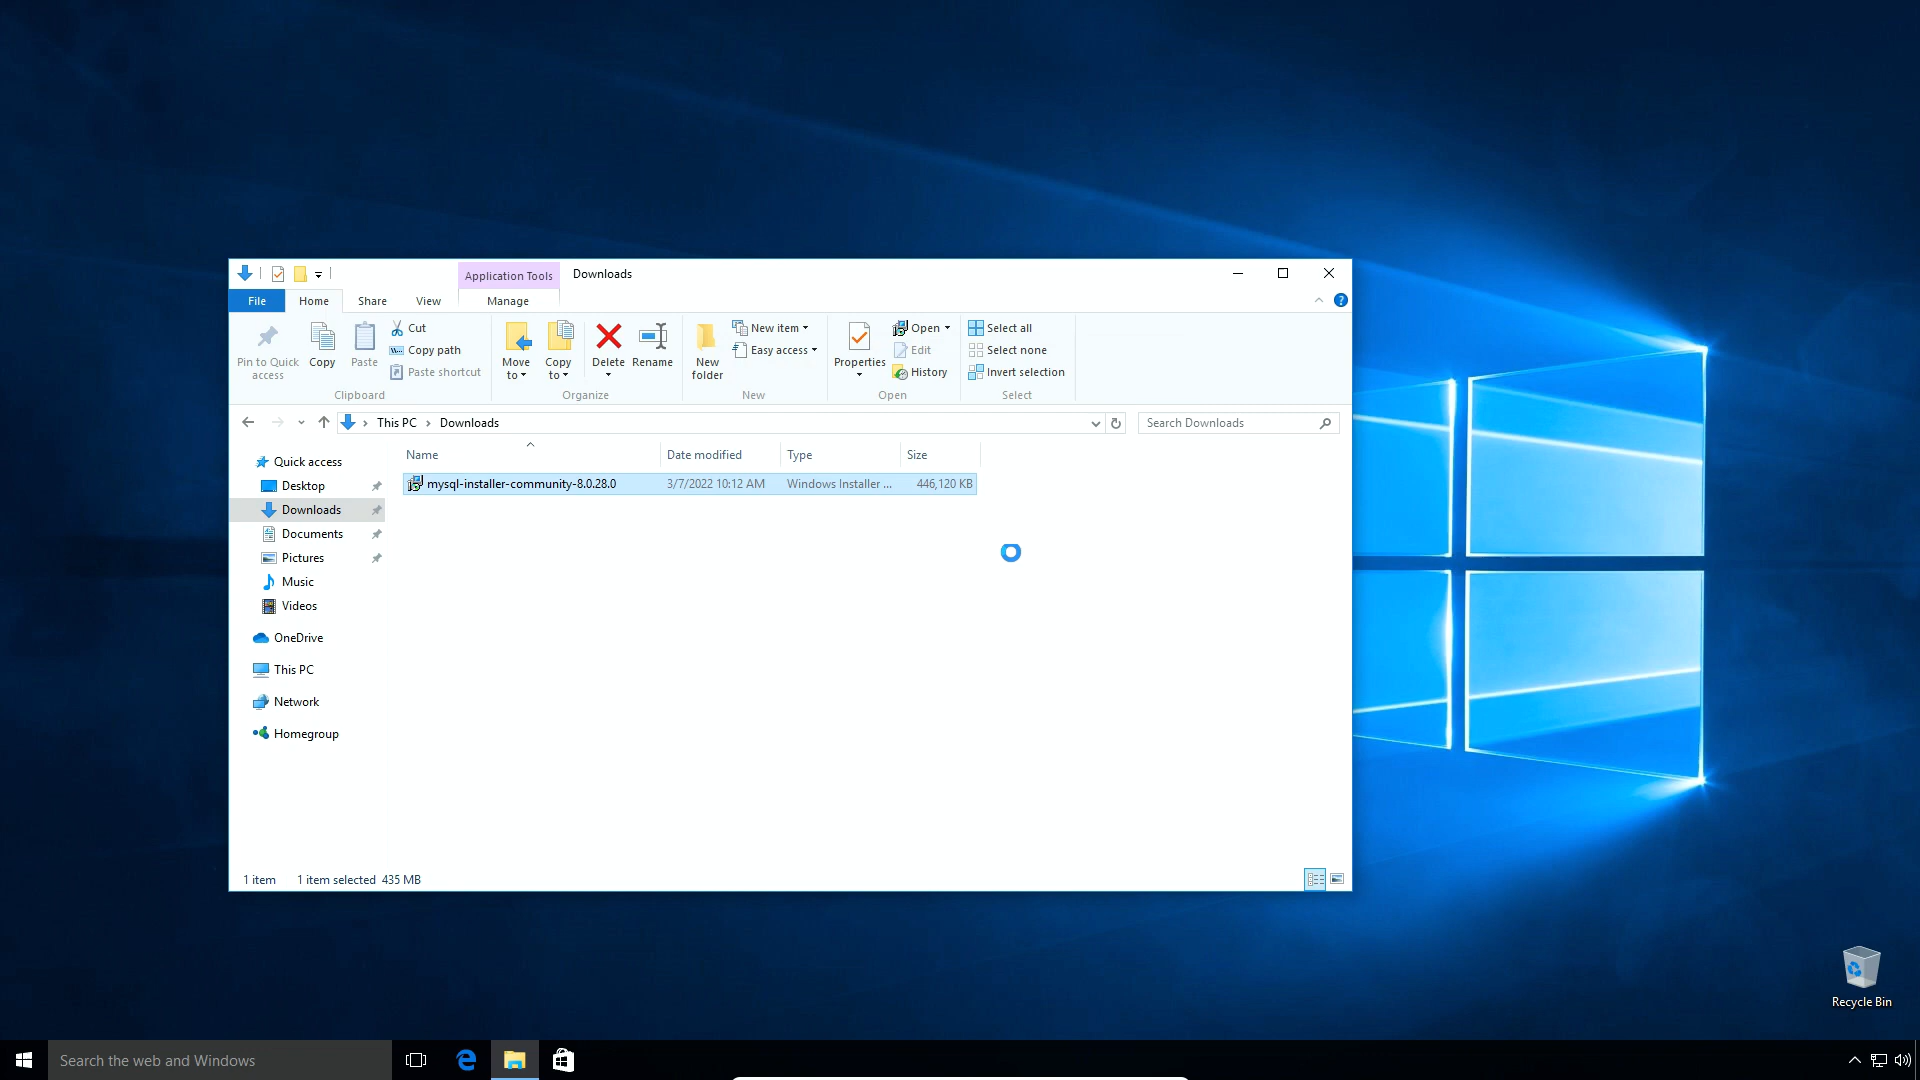 Application Tools
Downloads
File
Home
Share
View
Manage
Pin to Quick access
Copy
Paste
Cut
Copy path
Paste shortcut
Clipboard
Move to
Copy to
Delete
Rename
Organize
New folder
New item
Easy access
New
Properties
Open
Edit
History
Open
Select all
Select none
Invert selection
Select
This PC
Downloads
Search Downloads
Name
Date modified
Type
Size
mysql-installer-community-8.0.28.0
3/7/2022 10:12 AM
Windows Installer ...
446,120 KB
Quick access
Desktop
Downloads
Documents
Pictures
Music
Videos
OneDrive
This PC
Network
Homegroup
1 item
1 item selected 435 MB
Recycle Bin
Search the web and Windows